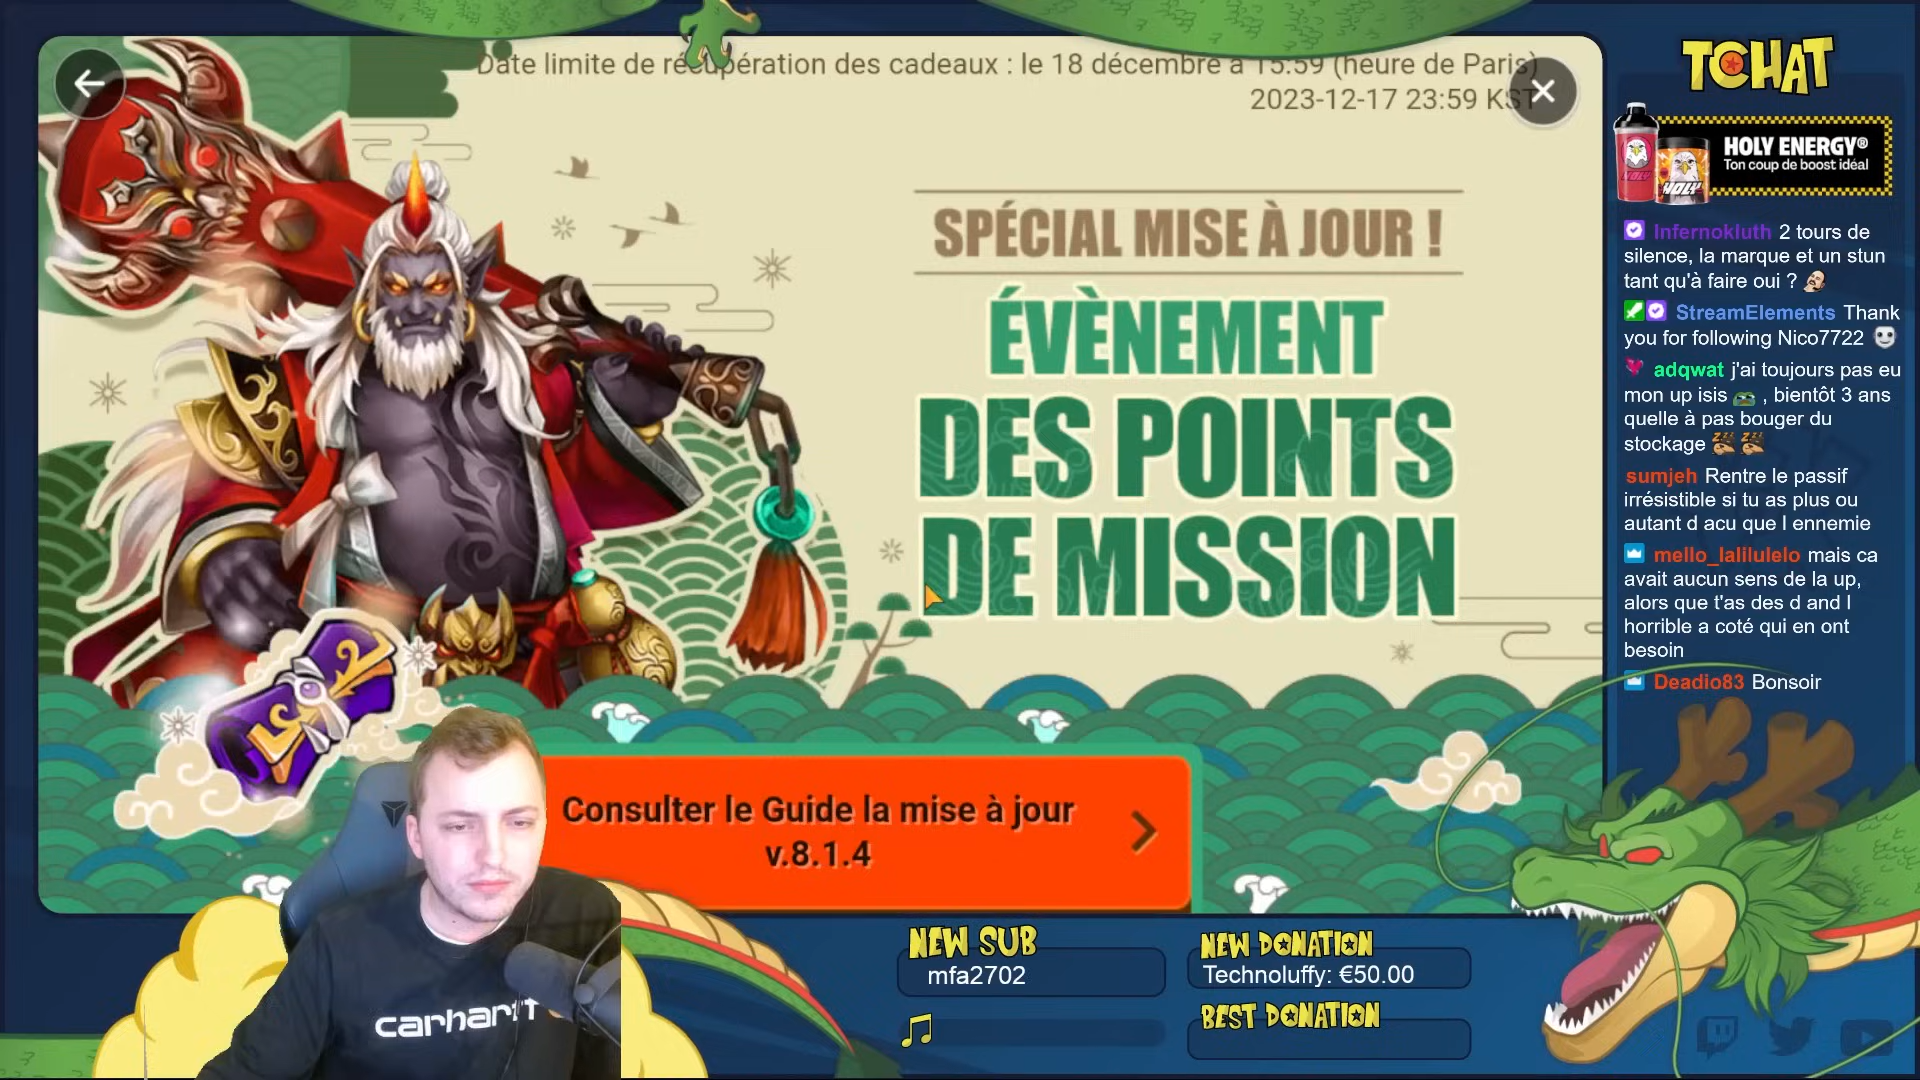 Date limite de récupération des cadeaux : le 18 décembre à 15:59 (heure de Paris)
2023-12-17 23:59 KST
SPÉCIAL MISE À JOUR !
ÉVÈNEMENT
DES POINTS
DE MISSION
Consulter le Guide la mise à jour
v.8.1.4
carhartt
TCHAT
HOLY ENERGY®
Ton coup de boost idéal
HOLY
Infernokluth 2 tours de
silence, la marque et un stun
tant qu'à faire oui ?
StreamElements Thank
you for following Nico7722
adqwat j'ai toujours pas eu
mon up isis , bientôt 3 ans
quelle à pas bouger du
stockage
sumjeh Rentre le passif
irrésistible si tu as plus ou
autant d acu que l ennemie
mello_lalilulelo mais ca
avait aucun sens de la up,
alors que t'as des d and l
horrible a coté qui en ont
besoin
Deadio83 Bonsoir
NEW SUB
mfa2702
NEW DONATION
Technoluffy: €50.00
BEST DONATION